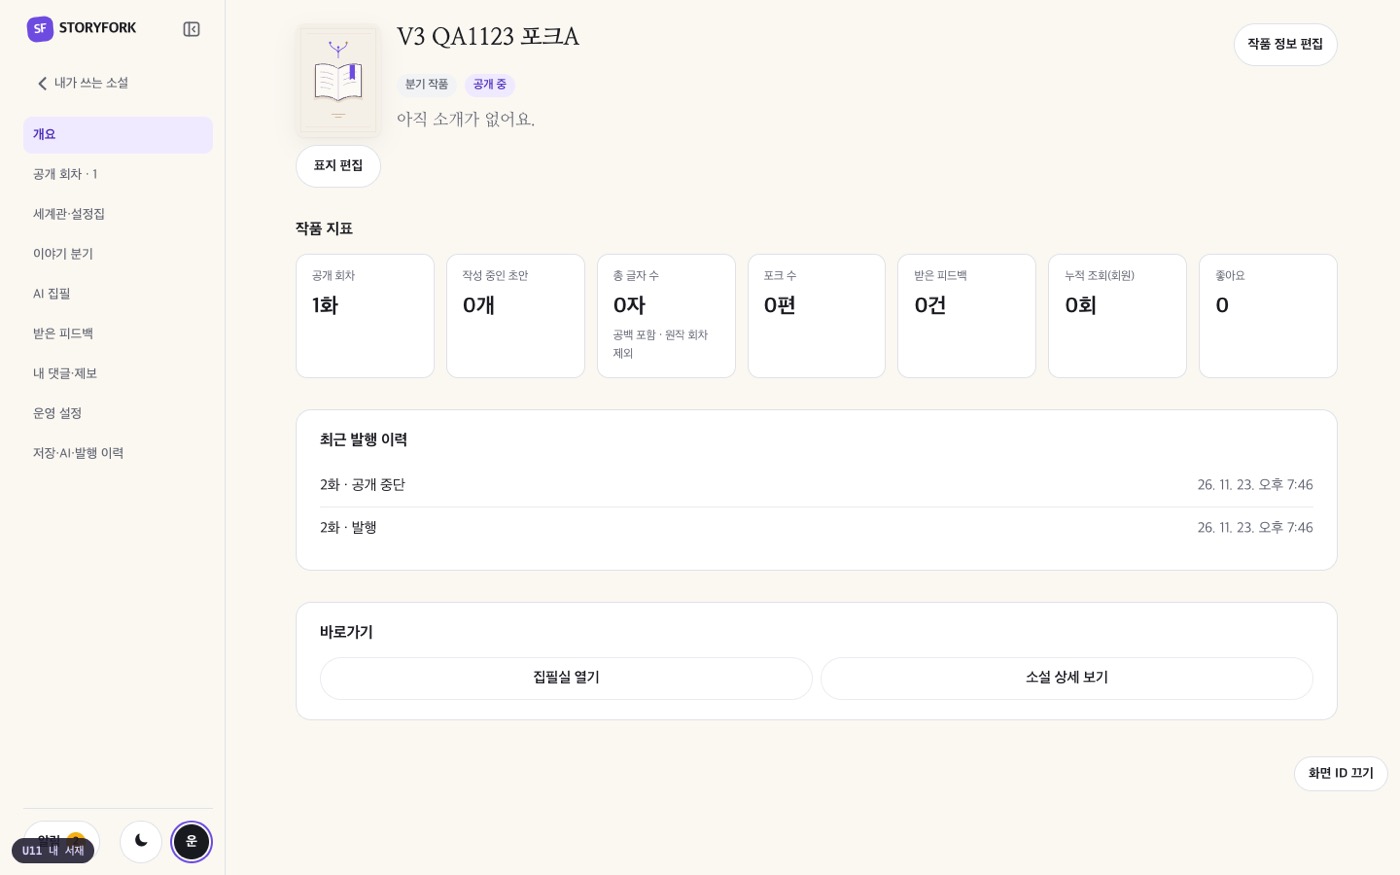 SF STORYFORK
내가 쓰는 소설
개요
공개 회차 · 1
세계관·설정집
이야기 분기
AI 집필
받은 피드백
내 댓글·제보
운영 설정
저장·AI·발행 이력
운
U11 내 서재
V3 QA1123 포크A
분기 작품 공개 중
아직 소개가 없어요.
표지 편집
작품 정보 편집
작품 지표
공개 회차
1화
작성 중인 초안
0개
총 글자 수
0자
공백 포함 · 원작 회차
제외
포크 수
0편
받은 피드백
0건
누적 조회(회원)
0회
좋아요
0
최근 발행 이력
2화 · 공개 중단 26. 11. 23. 오후 7:46
2화 · 발행 26. 11. 23. 오후 7:46
바로가기
집필실 열기 소설 상세 보기
화면 ID 끄기